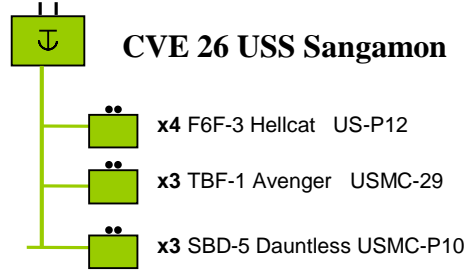 CVE 26 USS Sangamon
x4 F6F-3 Hellcat US-P12
x3 TBF-1 Avenger USMC-29
x3 SBD-5 Dauntless USMC-P10